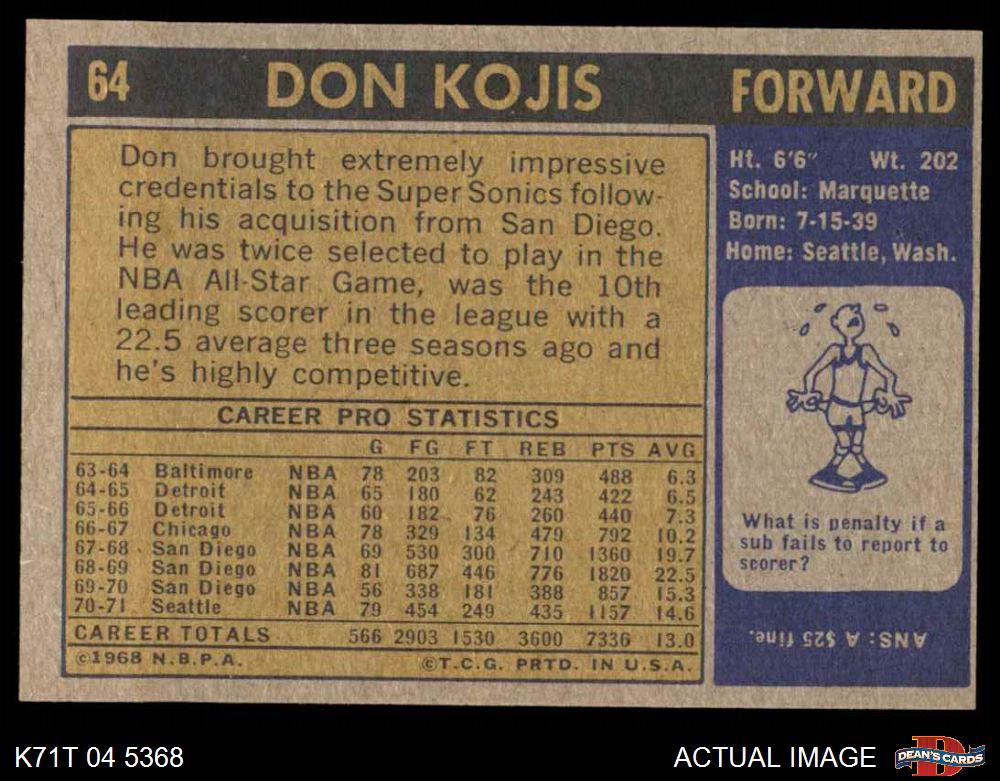 64 DON KOJIS FORWARD
Don brought extremely impressive
credentials to the Super Sonics follow-
ing his acquisition from San Diego.
He was twice selected to play in the
NBA All-Star Game, was the 10th
leading scorer in the league with a
22.5 average three seasons ago and
he's highly competitive.
CAREER PRO STATISTICS
G FG FT REB PTS AVG
63-64 Baltimore NBA 78 203 82 309 488 6.3
64-65 Detroit NBA 65 180 62 243 422 6.5
65-66 Detroit NBA 60 182 76 260 440 7.3
66-67 Chicago NBA 78 329 134 479 792 10.2
67-68 San Diego NBA 69 530 300 710 1360 19.7
68-69 San Diego NBA 81 687 446 776 1820 22.5
69-70 San Diego NBA 56 338 181 388 857 15.3
70-71 Seattle NBA 79 454 249 435 1157 14.6
CAREER TOTALS 566 2903 1530 3600 7336 13.0
©1968 N.B.P.A. ©T.C.G. PRTD. IN U.S.A.
Ht. 6'6" Wt. 202
School: Marquette
Born: 7-15-39
Home: Seattle, Wash.
What is penalty if a
sub fails to report to
scorer?
ANS: A $25 fine.
K71T 04 5368 ACTUAL IMAGE D DEAN'S CARDS